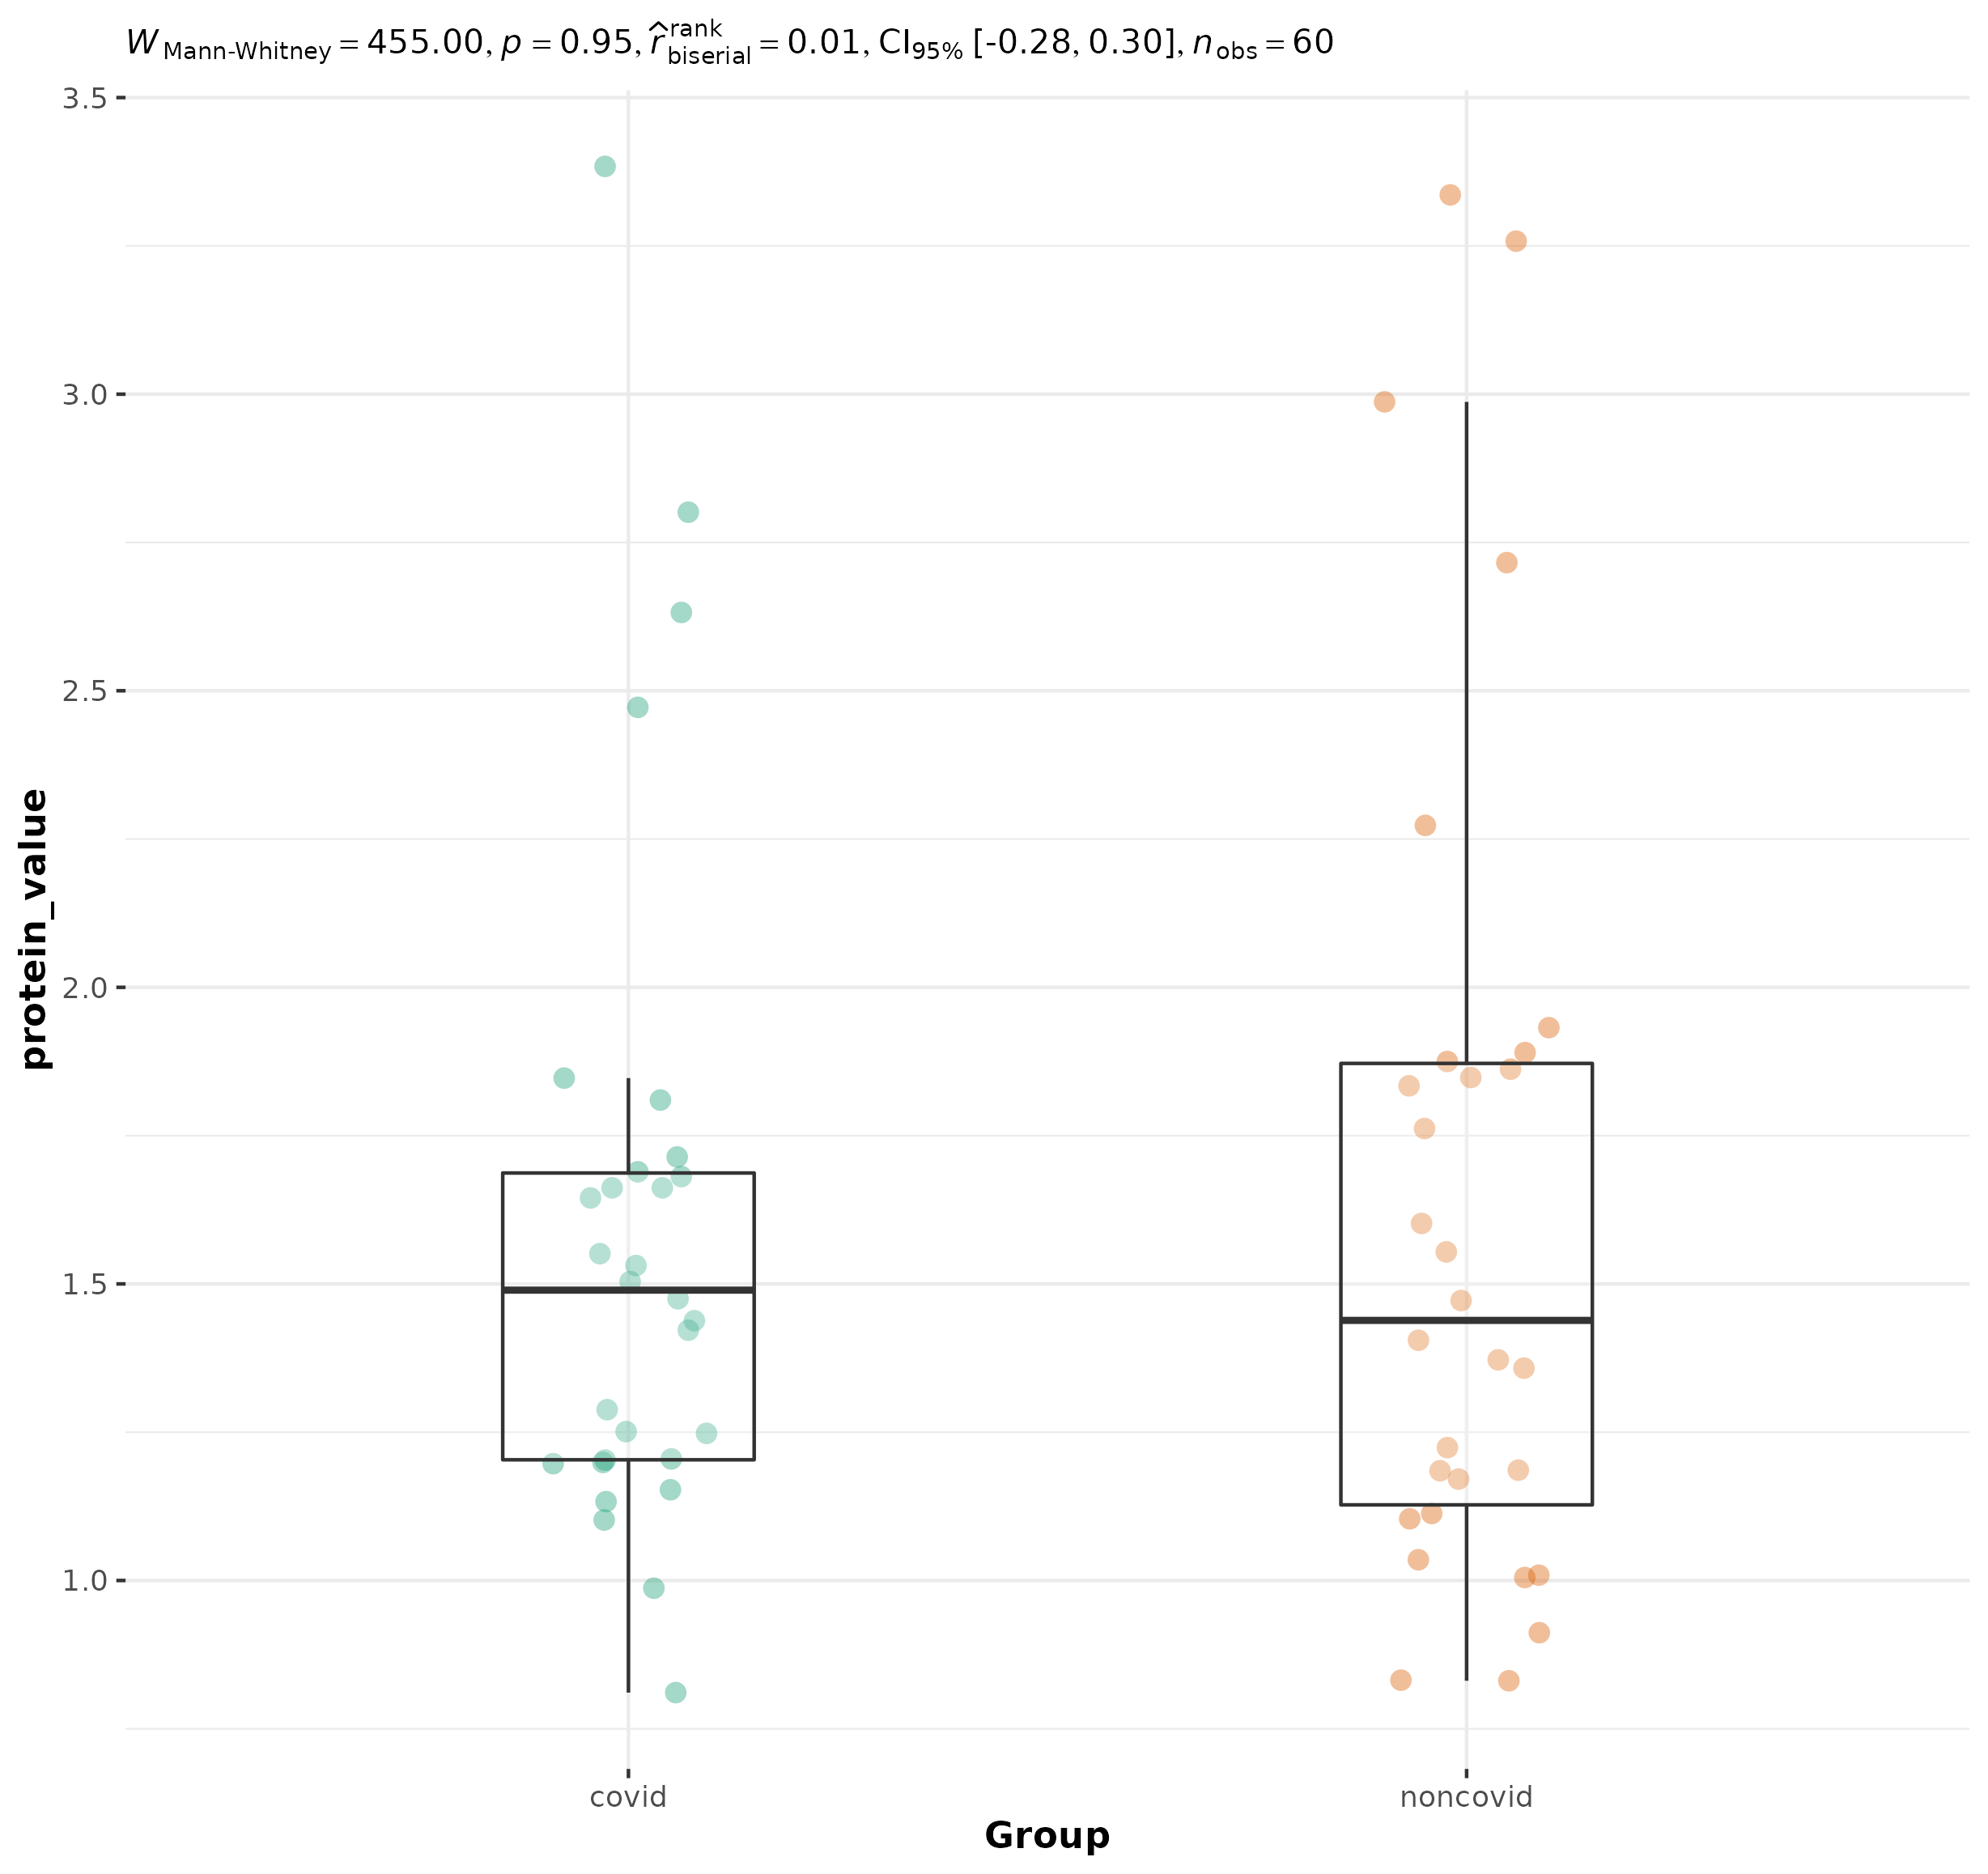 W Mann-Whitney = 455.00, p = 0.95, r̂ rank biserial = 0.01, CI95% [-0.28, 0.30], nobs = 60
3.5
3.0
2.5
2.0
1.5
1.0
protein_value
covid noncovid
Group